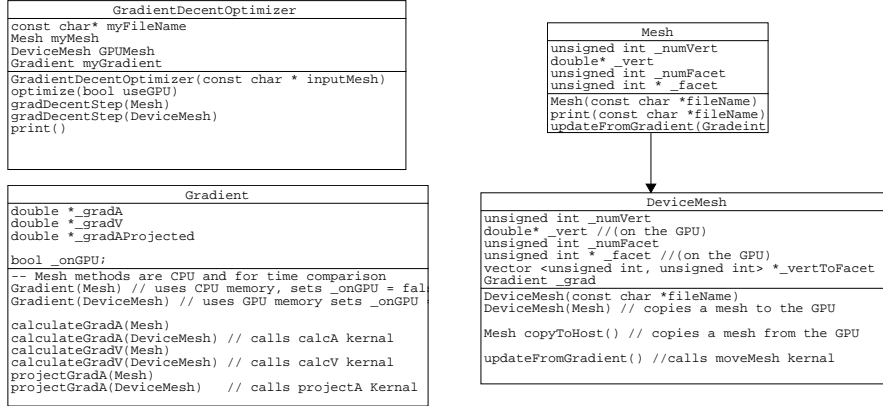 GradientDecentOptimizer
const char* myFileName
Mesh myMesh
DeviceMesh GPUMesh
Gradient myGradient
GradientDecentOptimizer(const char * inputMesh)
optimize(bool useGPU)
gradDecentStep(Mesh)
gradDecentStep(DeviceMesh)
print()
Mesh
unsigned int _numVert
double* _vert
unsigned int _numFacet
unsigned int * _facet
Mesh(const char *fileName)
print(const char *fileName)
updateFromGradient(Gradeint
Gradient
double *_gradA
double *_gradV
double *_gradAProjected
bool _onGPU;
-- Mesh methods are CPU and for time comparison
Gradient(Mesh) // uses CPU memory, sets _onGPU = fal
Gradient(DeviceMesh) // uses GPU memory sets _onGPU =
calculateGradA(Mesh)
calculateGradA(DeviceMesh) // calls calcA kernal
calculateGradV(Mesh)
calculateGradV(DeviceMesh) // calls calcV kernal
projectGradA(Mesh)
projectGradA(DeviceMesh) // calls projectA Kernal
DeviceMesh
unsigned int _numVert
double* _vert //(on the GPU)
unsigned int _numFacet
unsigned int * _facet //(on the GPU)
vector <unsigned int, unsigned int> *_vertToFacet
Gradient _grad
DeviceMesh(const char *fileName)
DeviceMesh(Mesh) // copies a mesh to the GPU
Mesh copyToHost() // copies a mesh from the GPU
updateFromGradient() //calls moveMesh kernal